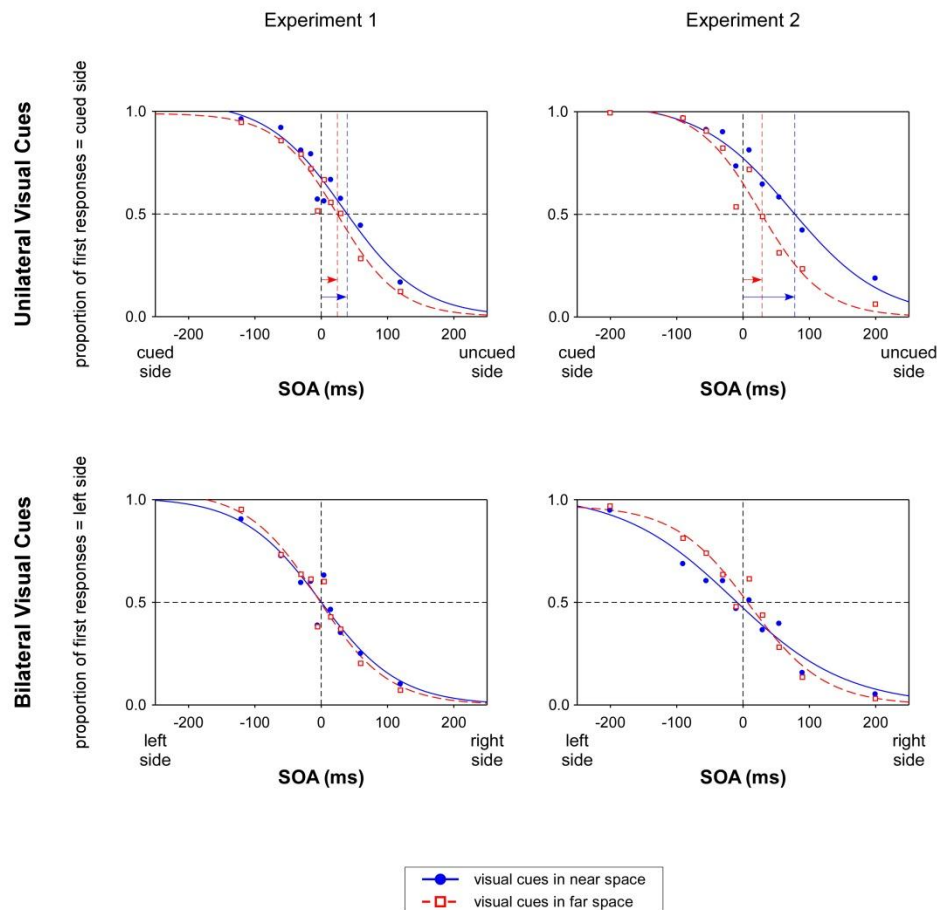 Experiment 1
Experiment 2
Unilateral Visual Cues
proportion of first responses = cued side
1.0
0.5
0.0
-200 -100 0 100 200
cued side
uncued side
SOA (ms)
1.0
0.5
0.0
-200 -100 0 100 200
cued side
uncued side
SOA (ms)
Bilateral Visual Cues
proportion of first responses = left side
1.0
0.5
0.0
-200 -100 0 100 200
left side
right side
SOA (ms)
1.0
0.5
0.0
-200 -100 0 100 200
left side
right side
SOA (ms)
visual cues in near space
visual cues in far space